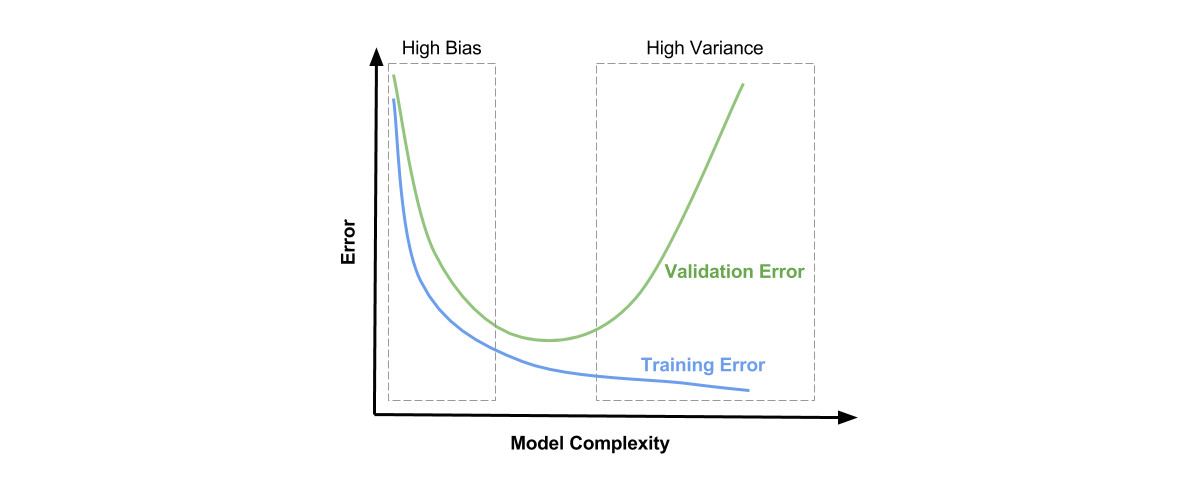 High Bias
High Variance
Error
Validation Error
Training Error
Model Complexity